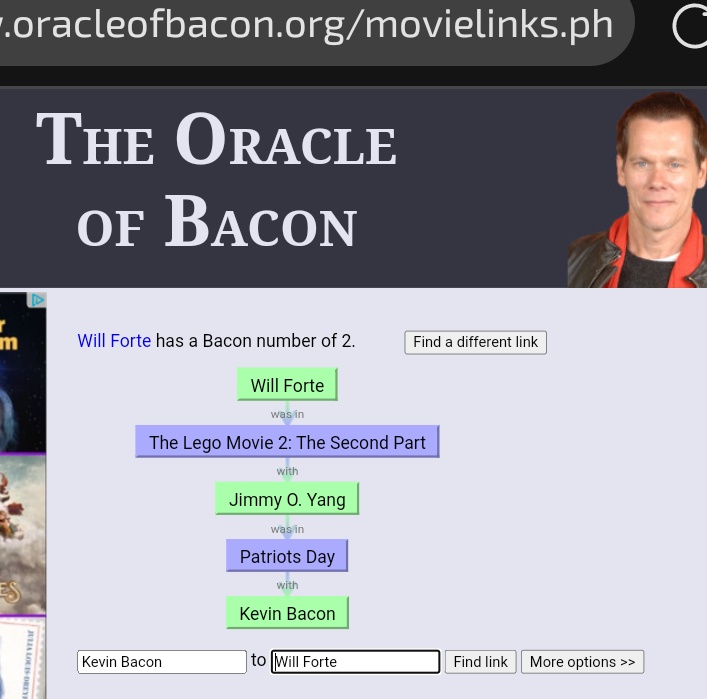 .oracleofbacon.org/movielinks.ph
THE ORACLE
OF BACON
Will Forte has a Bacon number of 2.
Find a different link
Will Forte
was in
The Lego Movie 2: The Second Part
with
Jimmy O. Yang
was in
Patriots Day
with
Kevin Bacon
Kevin Bacon to Will Forte Find link More options >>